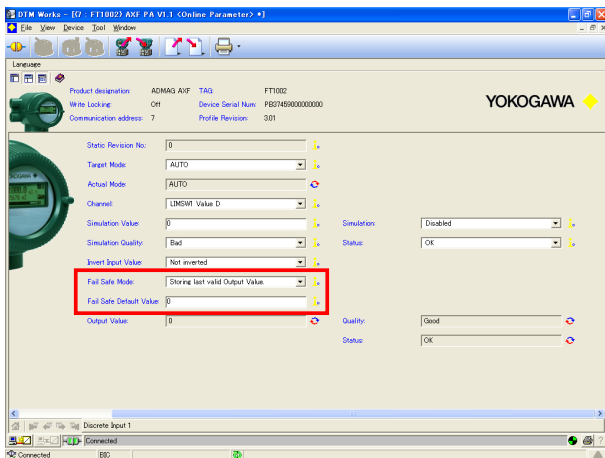 DTM Works - [(7 : FT1002) AXF PA V1.1 <Online Parameter> *]
File View Device Tool Window
Language
Product designation: ADMAG AXF TAG: FT1002
Write Locking: Off Device Serial Num: PB37459000000000
Communication address: 7 Profile Revision: 3.01
YOKOGAWA
Static Revision No.: 0
Target Mode: AUTO
Actual Mode: AUTO
Channel: LIMSW1 Value D
Simulation Value: 0 Simulation: Disabled
Simulation Quality: Bad Status: OK
Invert Input Value: Not inverted
Fail Safe Mode: Storing last valid Output Value.
Fail Safe Default Value: 0
Output Value: 0 Quality: Good
Status: OK
Discrete Input 1
Connected
Connected EIC